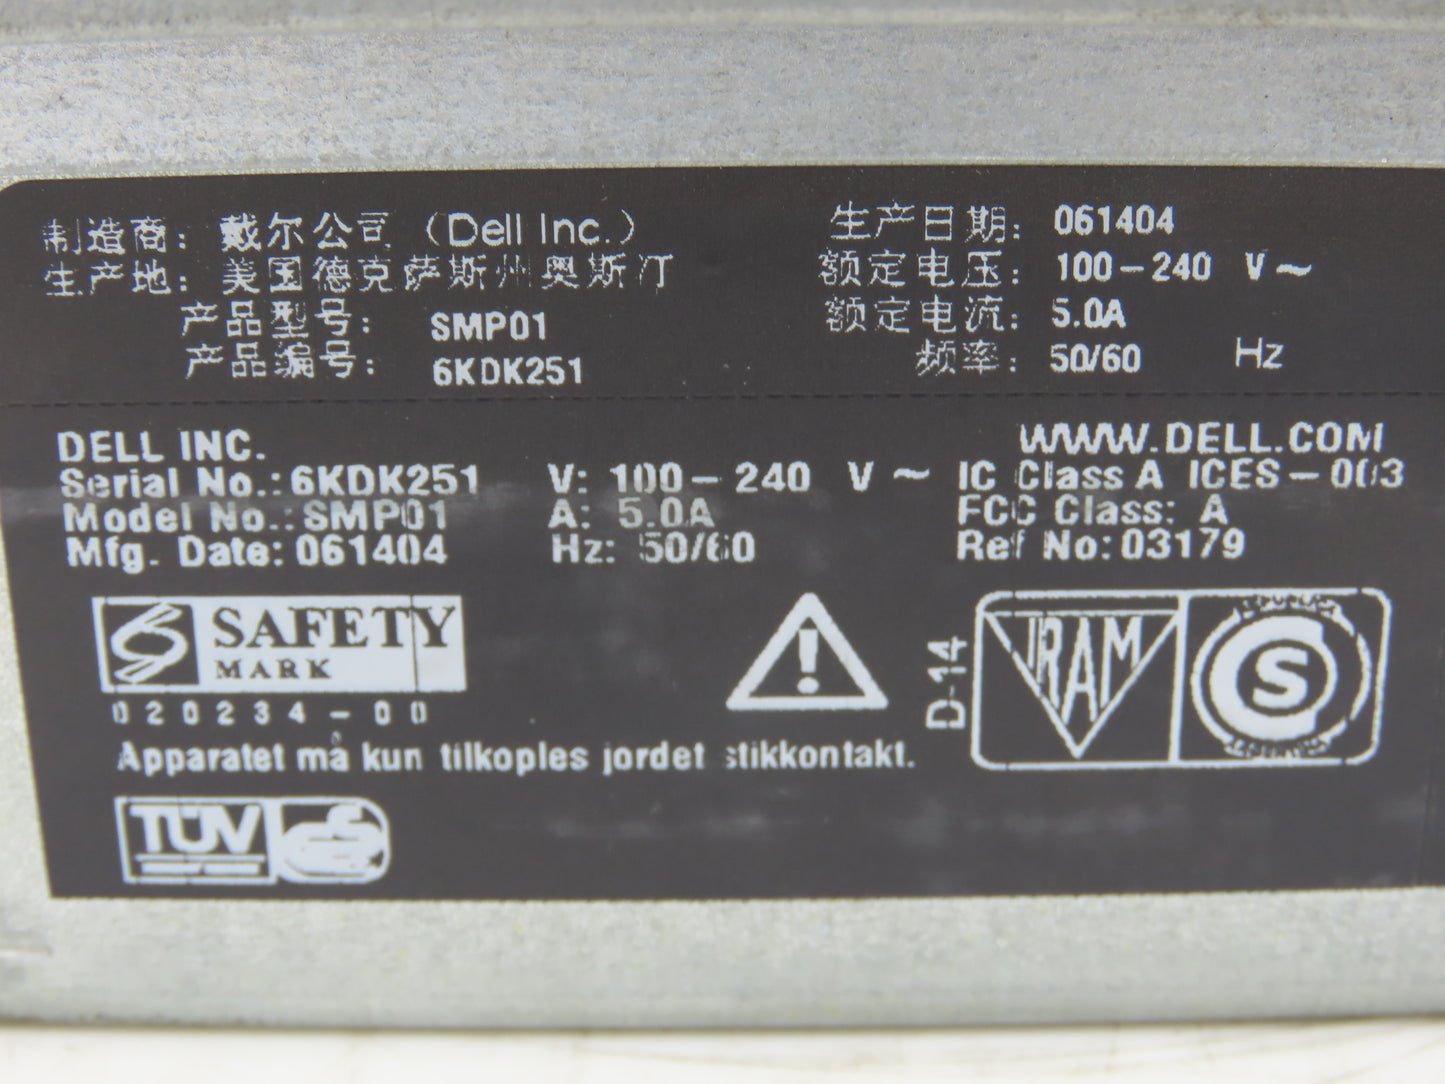 制造商：戴尔公司（Dell Inc.）
生产地：美国德克萨斯州奥斯汀
产品型号：SMP01
产品编号：6KDK251
生产日期：061404
额定电压：100-240 V~
额定电流：5.0A
频率：50/60 Hz
DELL INC.
Serial No.: 6KDK251
Model No.: SMP01
Mfg. Date: 061404
V: 100-240 V~
A: 5.0A
Hz: 50/60
WWW.DELL.COM
IC Class A ICES-003
FCC Class: A
Ref No: 03179
S SAFETY
MARK
020234-00
D-14
IRAM
S
Apparatet må kun tilkoples jordet stikkontakt.
TÜV
GS